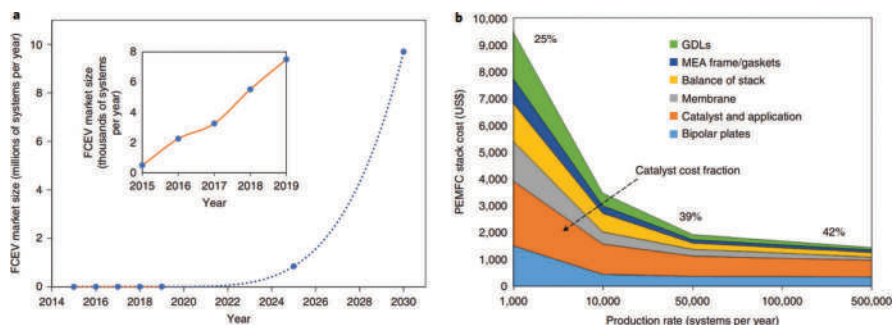 a
FCEV market size (millions of systems per year)
10
8
6
4
2
0
2014 2016 2018 2020 2022 2024 2026 2028 2030
Year
FCEV market size
(thousands of systems
per year)
8
6
4
2
0
2015 2016 2017 2018 2019
Year
b
PEMFC stack cost (US$)
10,000
9,000
8,000
7,000
6,000
5,000
4,000
3,000
2,000
1,000
0
25%
GDLs
MEA frame/gaskets
Balance of stack
Membrane
Catalyst and application
Bipolar plates
Catalyst cost fraction
39%
42%
1,000 10,000 50,000 100,000 500,000
Production rate (systems per year)